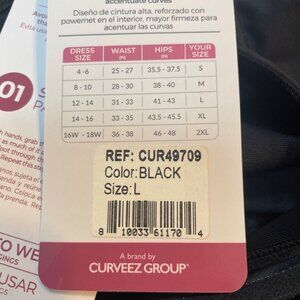 accentuate curves
Diseño de cintura alta, reforzado con
powernet en el interior, mayor firmeza para
acentuar las curvas
DRESS SIZE WAIST (IN) HIPS (IN) YOUR SIZE
4 -6 25 - 27 35.5 - 37.5 S
8 - 10 28 - 30 38 - 40 M
12 - 14 31 - 33 41 - 43 L
14 - 16 33 - 35 43.5 - 45.5 XL
16W - 18W 36 - 38 46 - 48 2XL
REF: CUR49709
Color: BLACK
Size: L
8 10033 61170 4
A brand by
CURVEEZ GROUP®
01